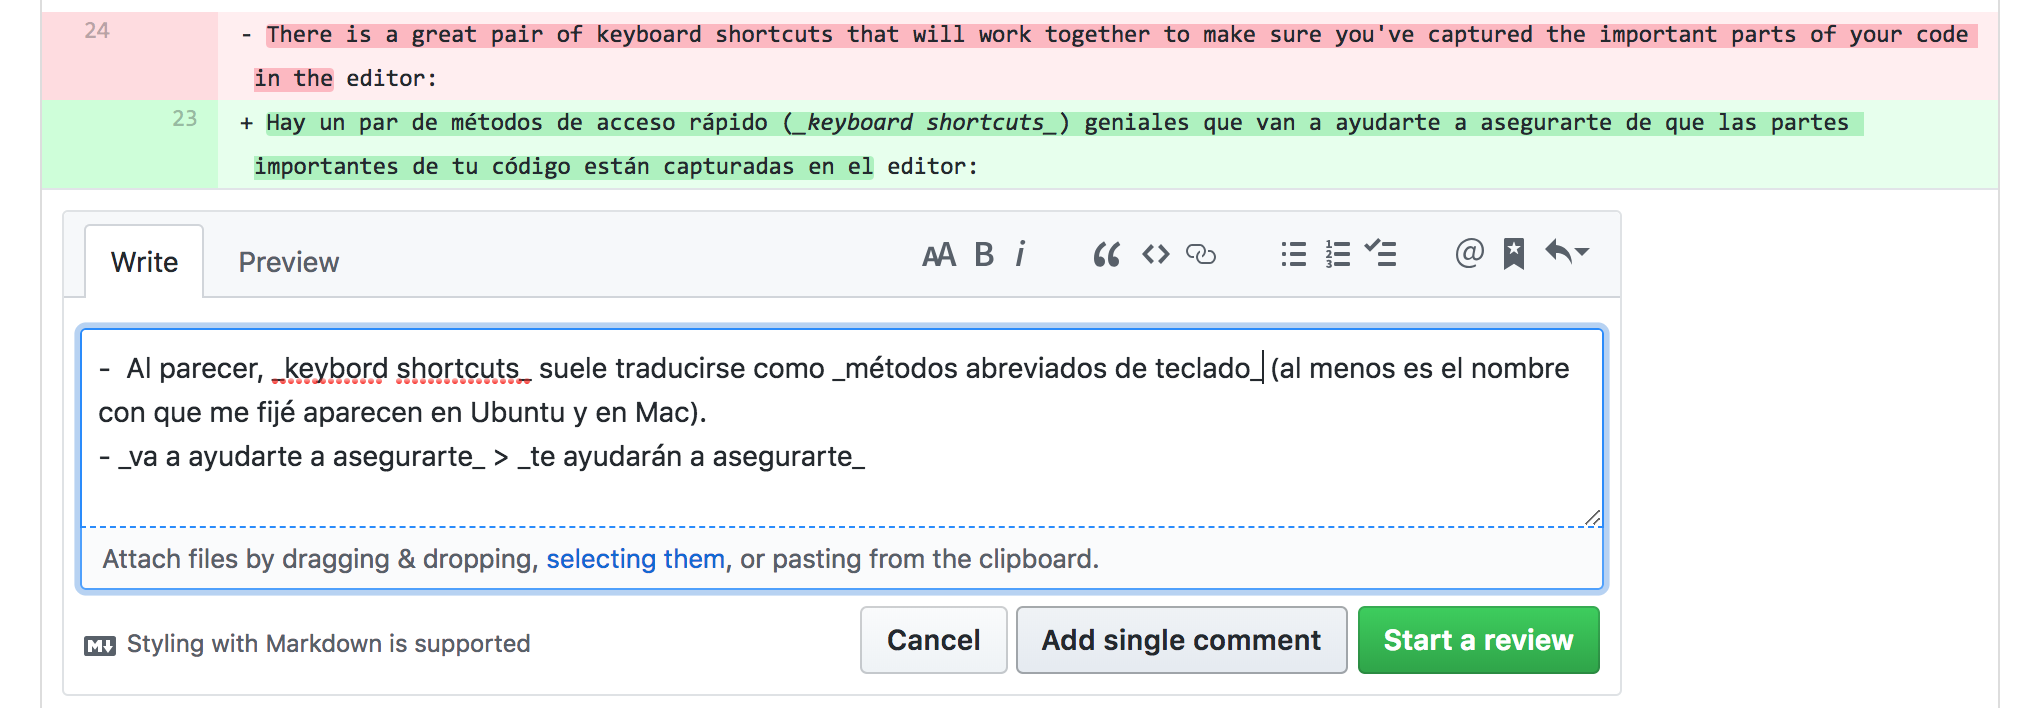 24
- There is a great pair of keyboard shortcuts that will work together to make sure you've captured the important parts of your code
in the editor:
23
+ Hay un par de métodos de acceso rápido (_keyboard shortcuts_) geniales que van a ayudarte a asegurarte de que las partes
importantes de tu código están capturadas en el editor:
Write Preview AA B i
- Al parecer, _keybord shortcuts_ suele traducirse como _métodos abreviados de teclado_ (al menos es el nombre
con que me fijé aparecen en Ubuntu y en Mac).
- _va a ayudarte a asegurarte_ > _te ayudarán a asegurarte_
Attach files by dragging & dropping, selecting them, or pasting from the clipboard.
M Styling with Markdown is supported Cancel Add single comment Start a review